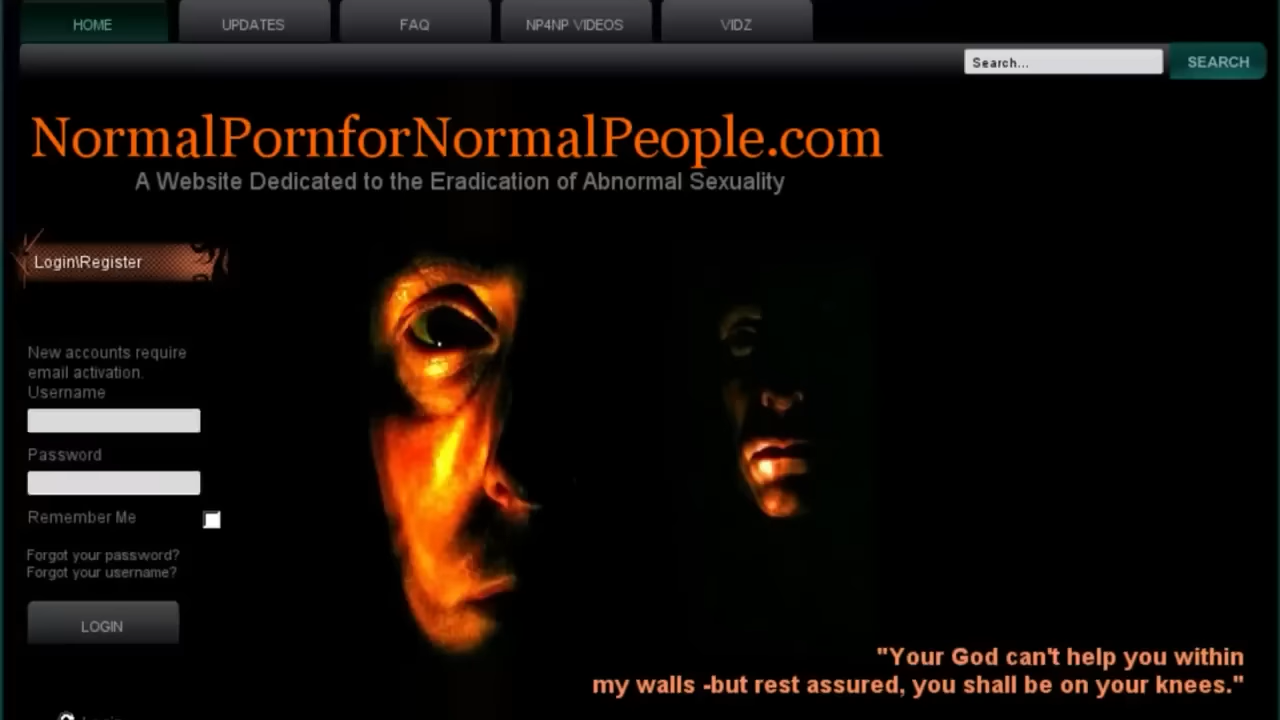 HOME UPDATES FAQ NP4NP VIDEOS VIDZ
Search... SEARCH
NormalPornforNormalPeople.com
A Website Dedicated to the Eradication of Abnormal Sexuality
Login\Register
New accounts require
email activation.
Username
Password
Remember Me
Forgot your password?
Forgot your username?
LOGIN
"Your God can't help you within
my walls -but rest assured, you shall be on your knees."